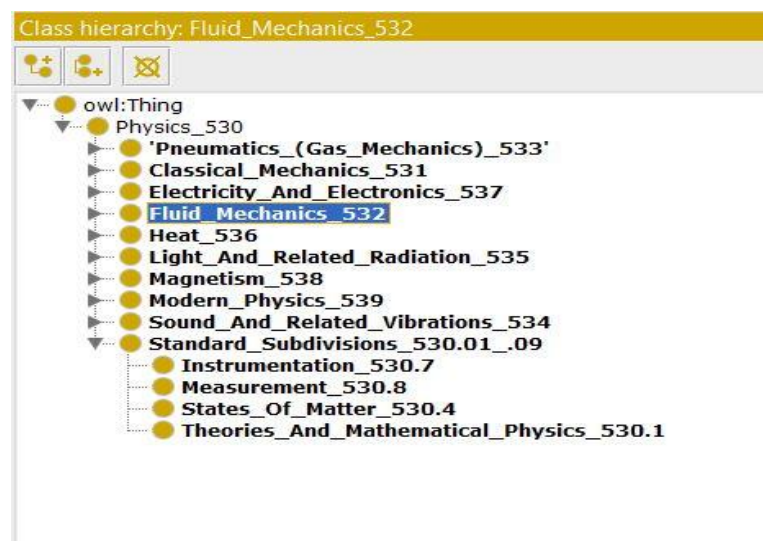 Class hierarchy: Fluid_Mechanics_532
owl:Thing
Physics_530
'Pneumatics_(Gas_Mechanics)_533'
Classical_Mechanics_531
Electricity_And_Electronics_537
Fluid_Mechanics_532
Heat_536
Light_And_Related_Radiation_535
Magnetism_538
Modern_Physics_539
Sound_And_Related_Vibrations_534
Standard_Subdivisions_530.01_.09
Instrumentation_530.7
Measurement_530.8
States_Of_Matter_530.4
Theories_And_Mathematical_Physics_530.1